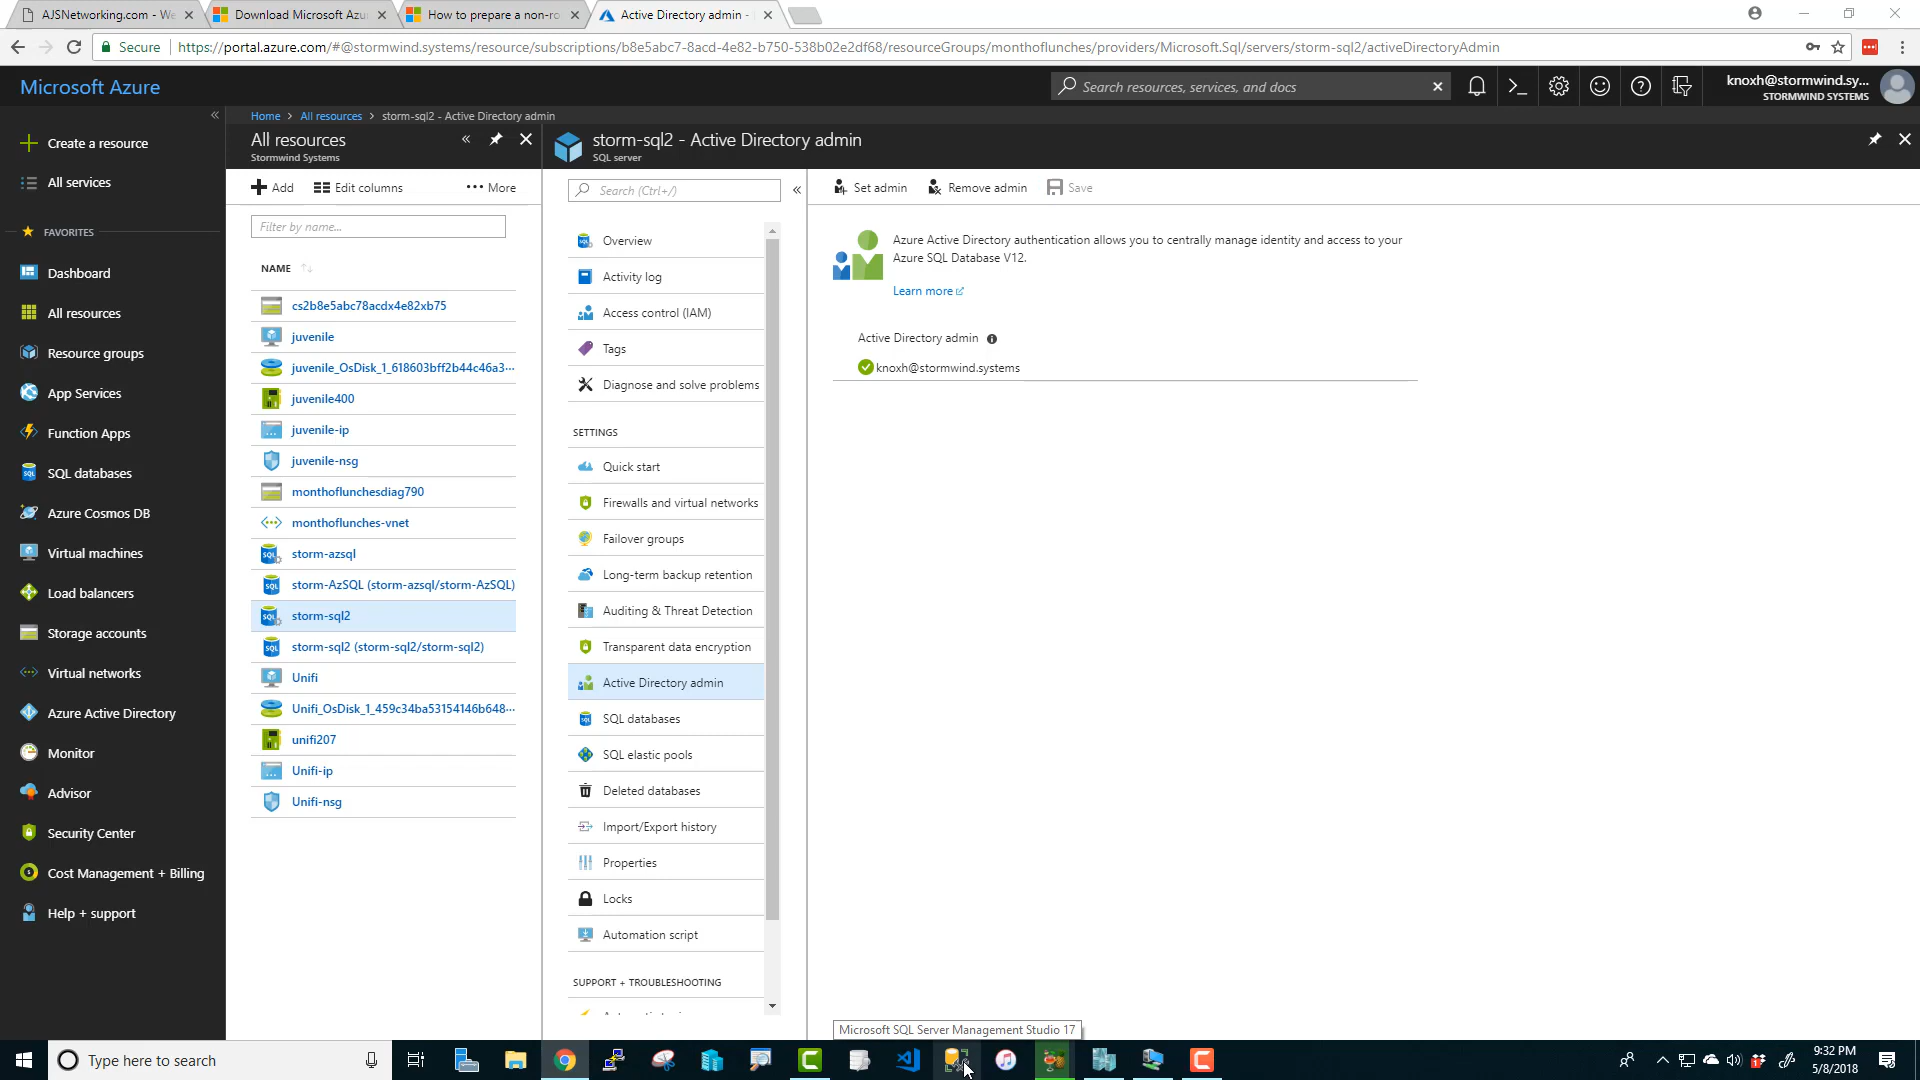 AJSNetworking.com - We
Download Microsoft Azu
How to prepare a non-ro
Active Directory admin -
Secure
https://portal.azure.com/#@stormwind.systems/resource/subscriptions/b8e5abc7-8acd-4e82-b750-538b02e2df68/resourceGroups/monthoflunches/providers/Microsoft.Sql/servers/storm-sql2/activeDirectoryAdmin
Microsoft Azure
Search resources, services, and docs
knoxh@stormwind.sy...
STORMWIND SYSTEMS
Create a resource
All services
FAVORITES
Dashboard
All resources
Resource groups
App Services
Function Apps
SQL databases
Azure Cosmos DB
Virtual machines
Load balancers
Storage accounts
Virtual networks
Azure Active Directory
Monitor
Advisor
Security Center
Cost Management + Billing
Help + support
Home > All resources > storm-sql2 - Active Directory admin
All resources
Stormwind Systems
Add Edit columns More
Filter by name...
NAME
cs2b8e5abc78acdx4e82xb75
juvenile
juvenile_OsDisk_1_618603bff2b44c46a3...
juvenile400
juvenile-ip
juvenile-nsg
monthoflunchesdiag790
monthoflunches-vnet
storm-azsql
storm-AzSQL (storm-azsql/storm-AzSQL)
storm-sql2
storm-sql2 (storm-sql2/storm-sql2)
Unifi
Unifi_OsDisk_1_459c34ba53154146b648...
unifi207
Unifi-ip
Unifi-nsg
storm-sql2 - Active Directory admin
SQL server
Search (Ctrl+/)
Overview
Activity log
Access control (IAM)
Tags
Diagnose and solve problems
SETTINGS
Quick start
Firewalls and virtual networks
Failover groups
Long-term backup retention
Auditing & Threat Detection
Transparent data encryption
Active Directory admin
SQL databases
SQL elastic pools
Deleted databases
Import/Export history
Properties
Locks
Automation script
SUPPORT + TROUBLESHOOTING
Set admin Remove admin Save
Azure Active Directory authentication allows you to centrally manage identity and access to your
Azure SQL Database V12.
Learn more
Active Directory admin
knoxh@stormwind.systems
Microsoft SQL Server Management Studio 17
Type here to search
9:32 PM
5/8/2018